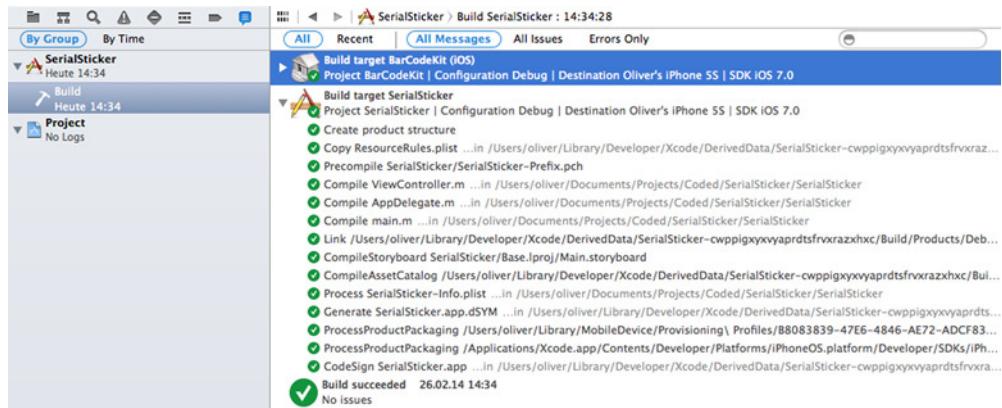 SerialSticker > Build SerialSticker : 14:34:28
By Group By Time
All Recent All Messages All Issues Errors Only
SerialSticker
Heute 14:34
Build
Heute 14:34
Project
No Logs
Build target BarCodeKit (iOS)
Project BarCodeKit | Configuration Debug | Destination Oliver's iPhone 5S | SDK iOS 7.0
Build target SerialSticker
Project SerialSticker | Configuration Debug | Destination Oliver's iPhone 5S | SDK iOS 7.0
Create product structure
Copy ResourceRules.plist ...in /Users/oliver/Library/Developer/Xcode/DerivedData/SerialSticker-cwppigxyxvyaprdtsfrvxraz...
Precompile SerialSticker/SerialSticker-Prefix.pch
Compile ViewController.m ...in /Users/oliver/Documents/Projects/Coded/SerialSticker/SerialSticker
Compile AppDelegate.m ...in /Users/oliver/Documents/Projects/Coded/SerialSticker/SerialSticker
Compile main.m ...in /Users/oliver/Documents/Projects/Coded/SerialSticker/SerialSticker
Link /Users/oliver/Library/Developer/Xcode/DerivedData/SerialSticker-cwppigxyxvyaprdtsfrvxrazxhxc/Build/Products/Deb...
CompileStoryboard SerialSticker/Base.lproj/Main.storyboard
CompileAssetCatalog /Users/oliver/Library/Developer/Xcode/DerivedData/SerialSticker-cwppigxyxvyaprdtsfrvxrazxhxc/Bui...
Process SerialSticker-Info.plist ...in /Users/oliver/Documents/Projects/Coded/SerialSticker/SerialSticker
Generate SerialSticker.app.dSYM ...in /Users/oliver/Library/Developer/Xcode/DerivedData/SerialSticker-cwppigxyxvyaprdts...
ProcessProductPackaging /Users/oliver/Library/MobileDevice/Provisioning\ Profiles/B8083839-47E6-4846-AE72-ADCF83...
ProcessProductPackaging /Applications/Xcode.app/Contents/Developer/Platforms/iPhoneOS.platform/Developer/SDKs/iPh...
CodeSign SerialSticker.app ...in /Users/oliver/Library/Developer/Xcode/DerivedData/SerialSticker-cwppigxyxvyaprdtsfrvxra...
Build succeeded 26.02.14 14:34
No issues